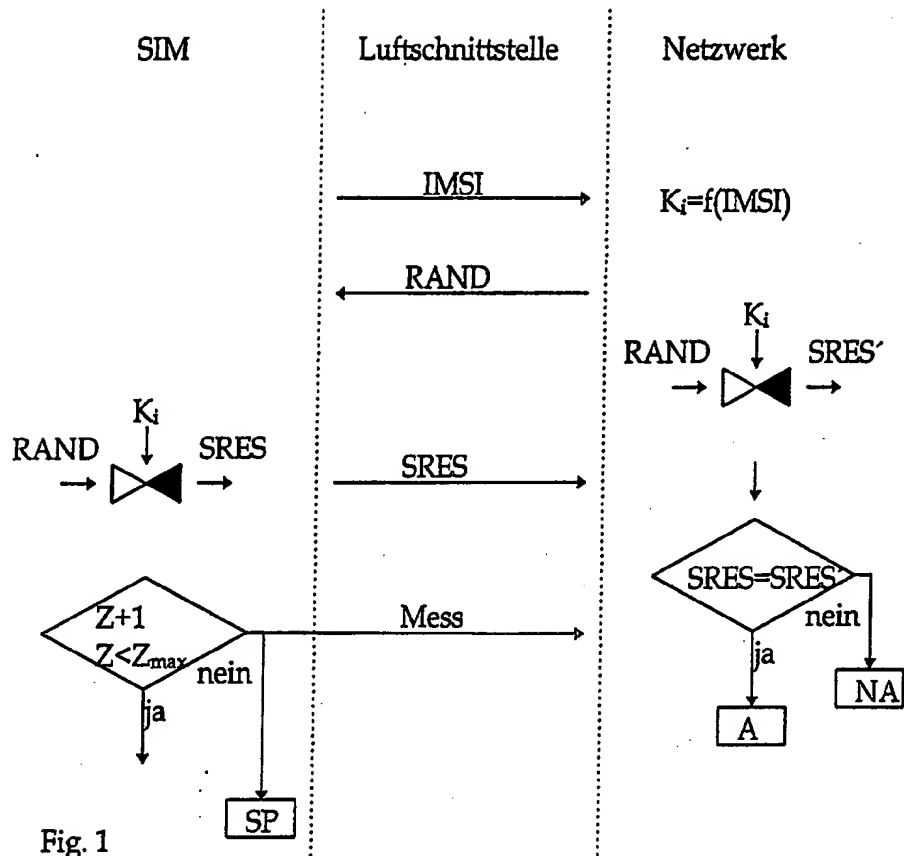 SIM Luftschnittstelle Netzwerk
IMSI
Kᵢ=f(IMSI)
RAND
Kᵢ
RAND SRES´
Kᵢ
RAND SRES
SRES
SRES=SRES´
Z+1
Z<Zmax
Mess
nein
nein
ja
ja
NA
A
SP
Fig. 1